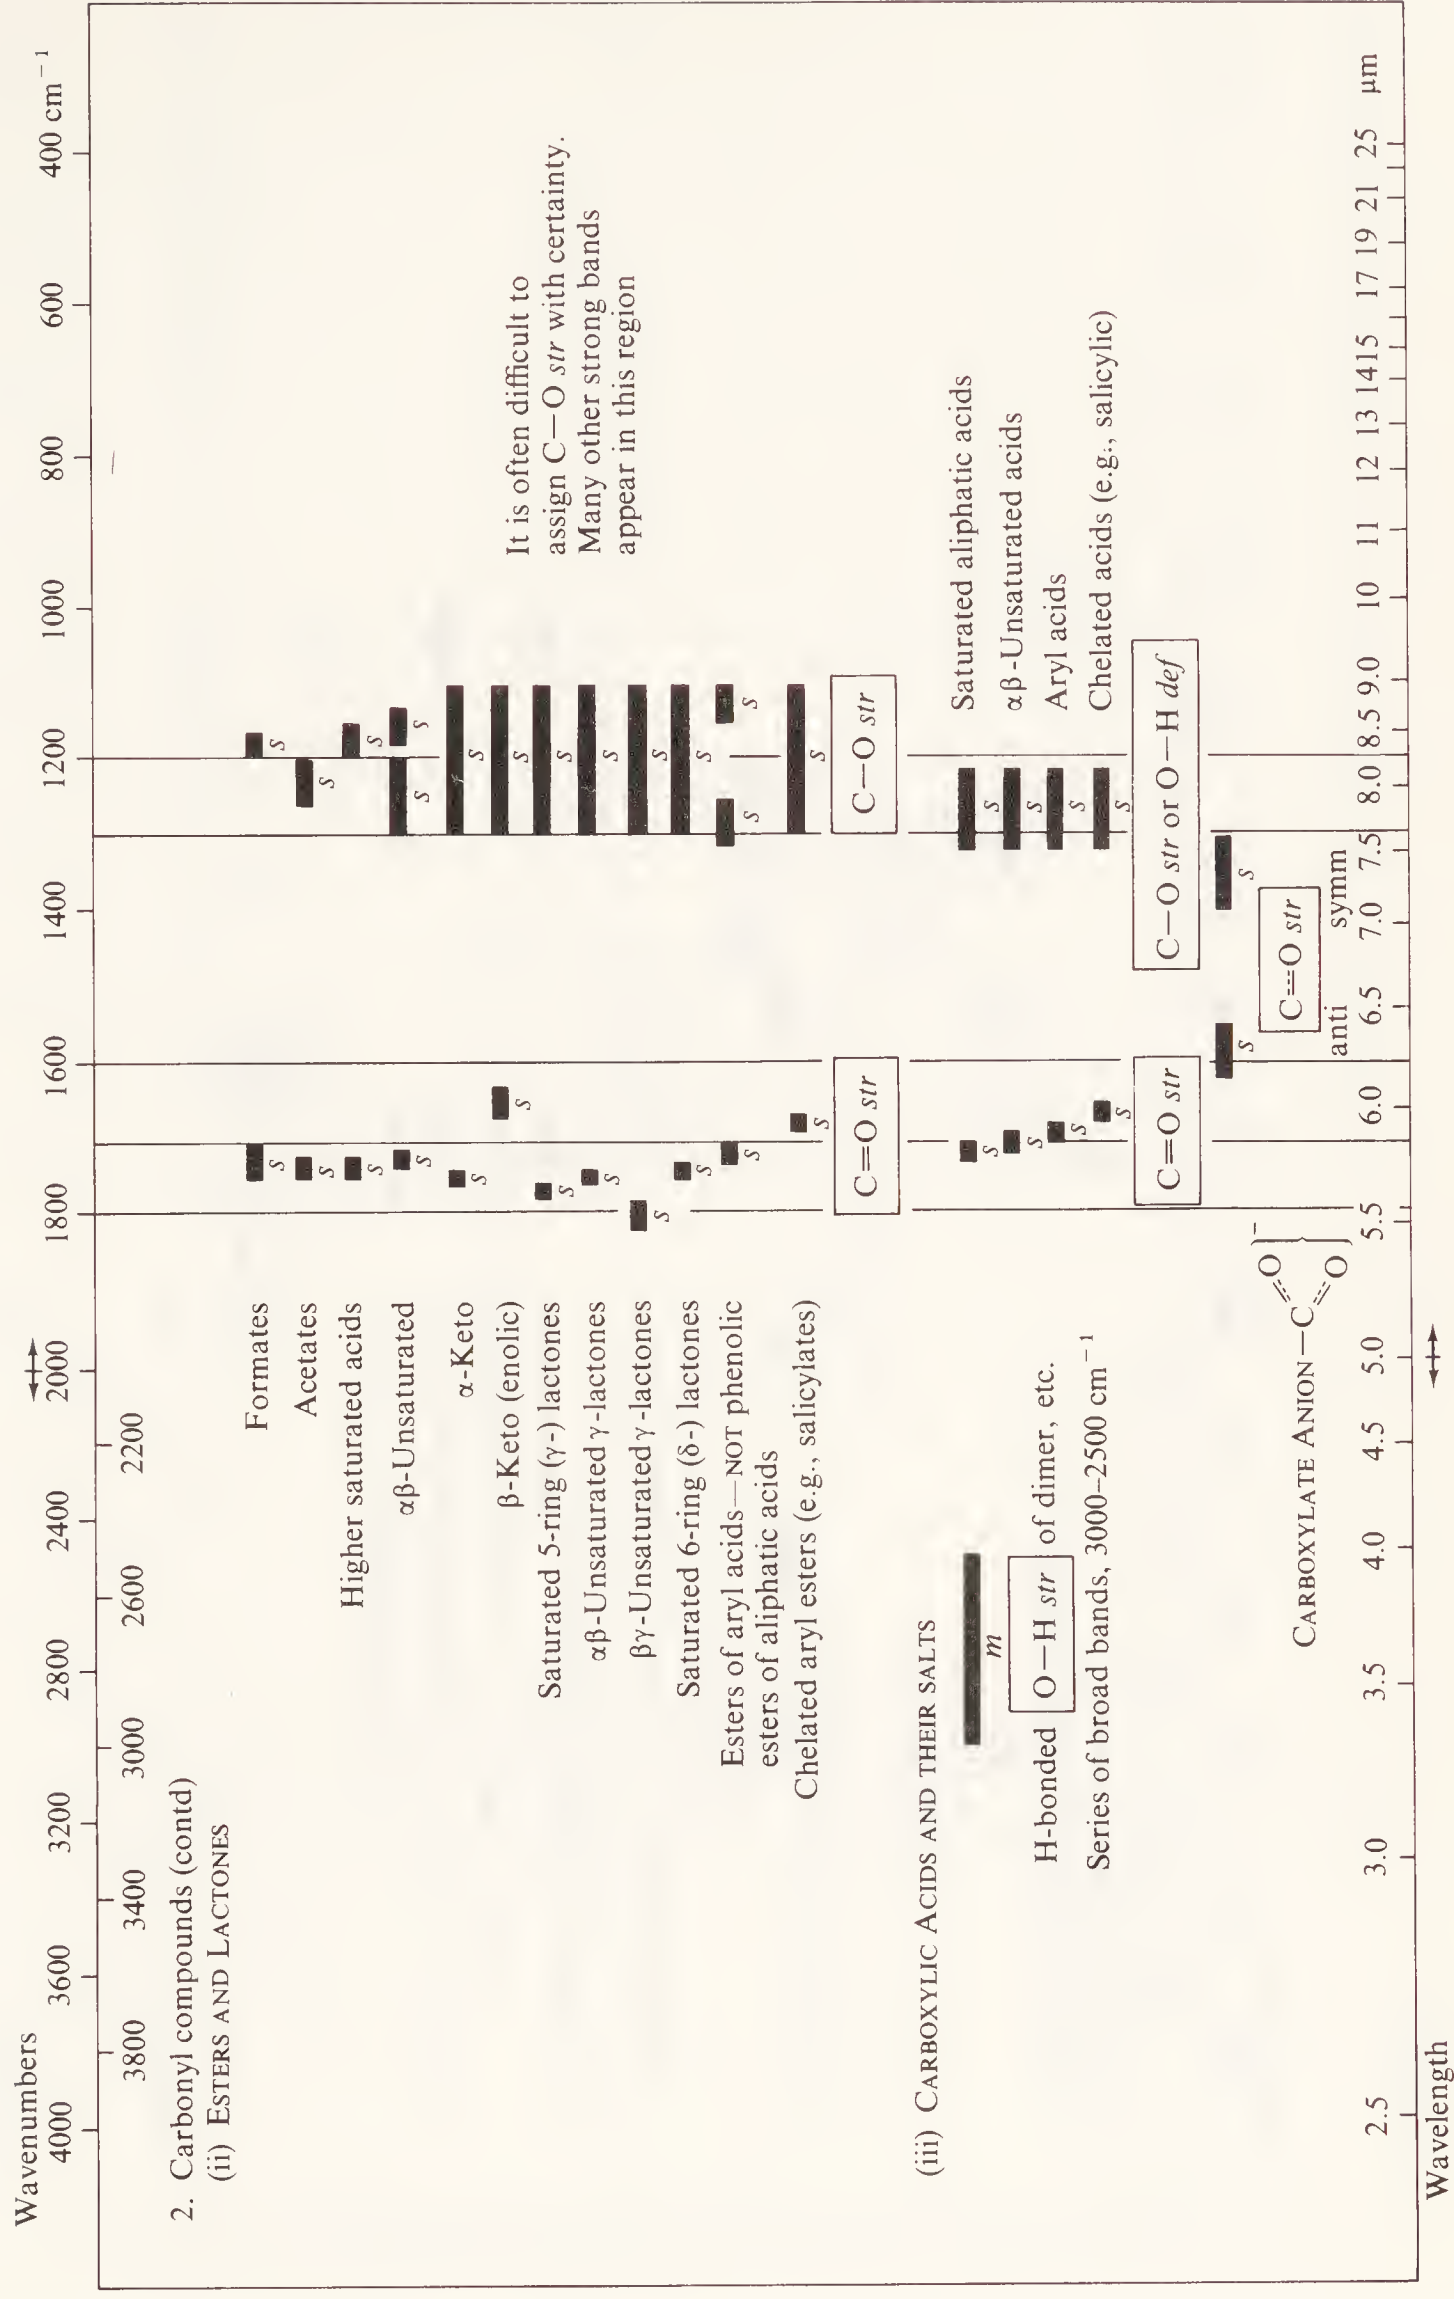 Wavenumbers
4000 3600 3200 2800 2400 2000 1800 1600 1400 1200 1000 800 600 400 cm⁻¹
3800 3400 3000 2600 2200
2. Carbonyl compounds (contd)
(ii) ESTERS AND LACTONES
Formates
s s
Acetates
s s
Higher saturated acids
s s
αβ-Unsaturated
s s s
α-Keto
s s
β-Keto (enolic)
s s
Saturated 5-ring (γ-) lactones
s s
αβ-Unsaturated γ-lactones
s s
βγ-Unsaturated γ-lactones
s s
Saturated 6-ring (δ-) lactones
s s
Esters of aryl acids—NOT phenolic
esters of aliphatic acids
s s s
Chelated aryl esters (e.g., salicylates)
s s
It is often difficult to
assign C—O str with certainty.
Many other strong bands
appear in this region
C=O str
C—O str
(iii) CARBOXYLIC ACIDS AND THEIR SALTS
m
H-bonded O—H str of dimer, etc.
Series of broad bands, 3000–2500 cm⁻¹
s s Saturated aliphatic acids
s s αβ-Unsaturated acids
s s Aryl acids
s s Chelated acids (e.g., salicylic)
C=O str
C—O str or O—H def
s s
CARBOXYLATE ANION—C
O
O
−
C=O str
anti symm
2.5 3.0 3.5 4.0 4.5 5.0 5.5 6.0 6.5 7.0 7.5 8.0 8.5 9.0 10 11 12 13 14 15 17 19 21 25 μm
Wavelength